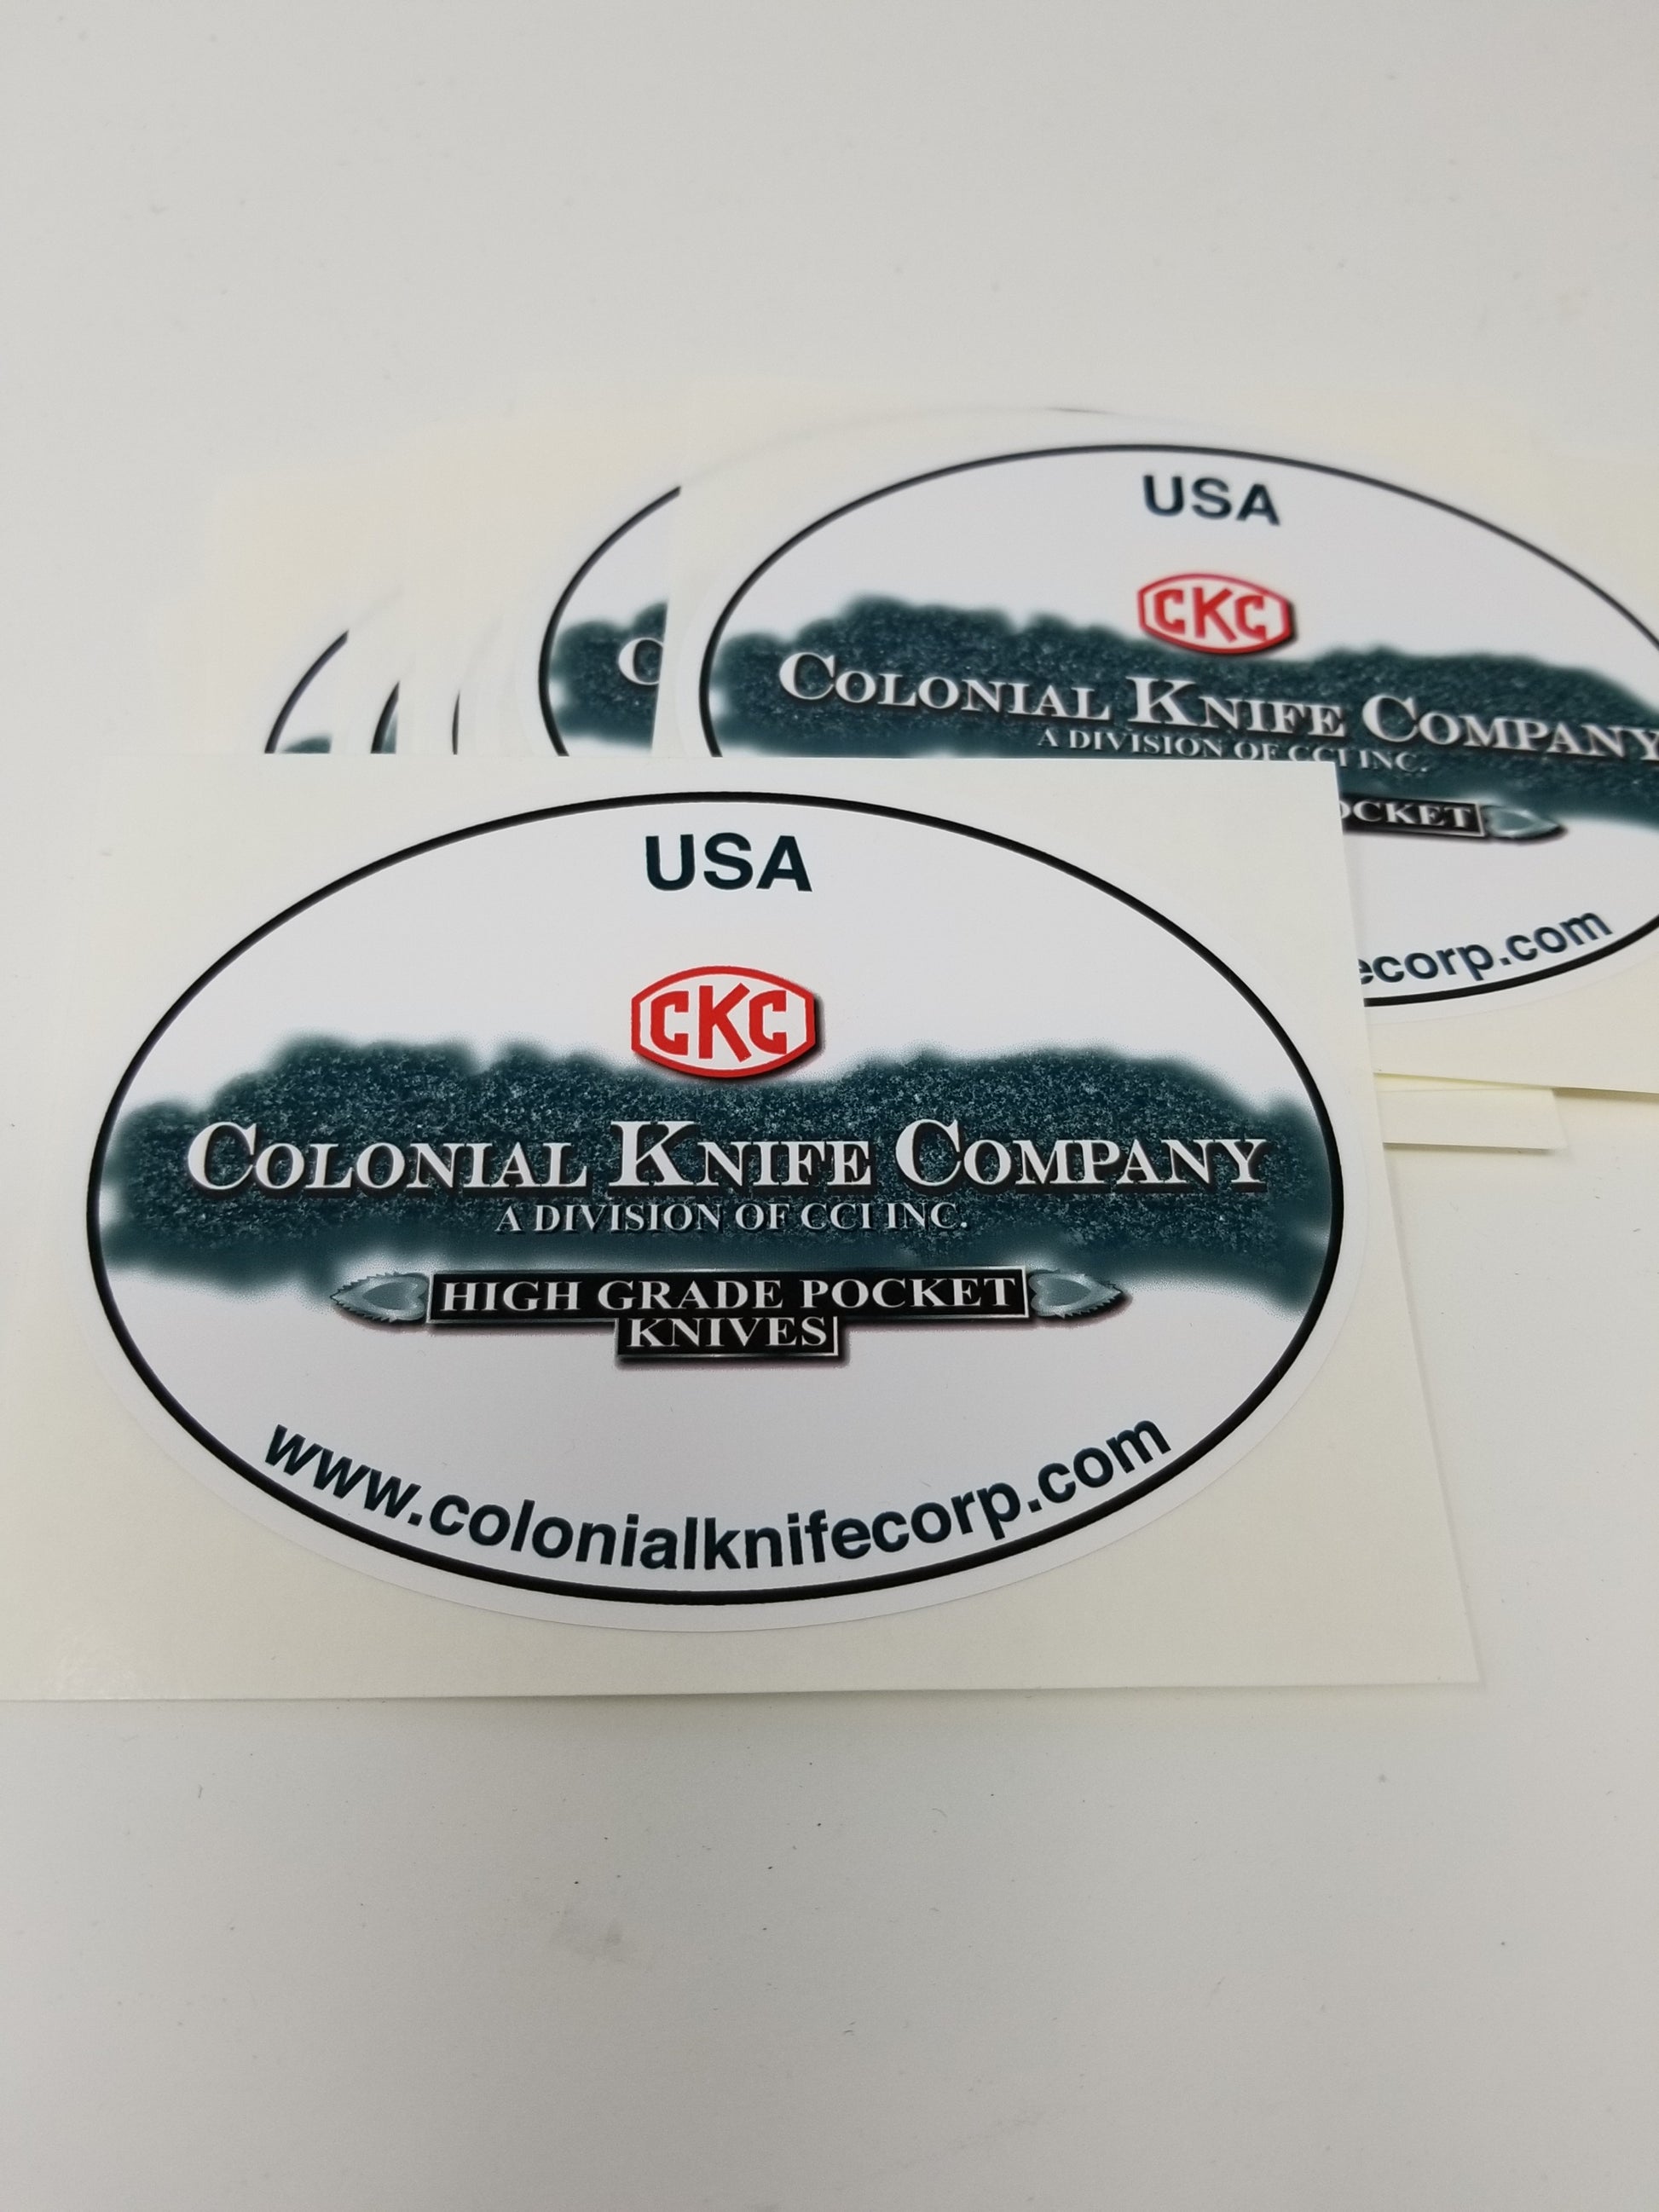 USA
CKC
COLONIAL KNIFE COMPANY
A DIVISION OF CCI INC.
OCKET
ecorp.com
C
USA
CKC
COLONIAL KNIFE COMPANY
A DIVISION OF CCI INC.
HIGH GRADE POCKET
KNIVES
www.colonialknifecorp.com